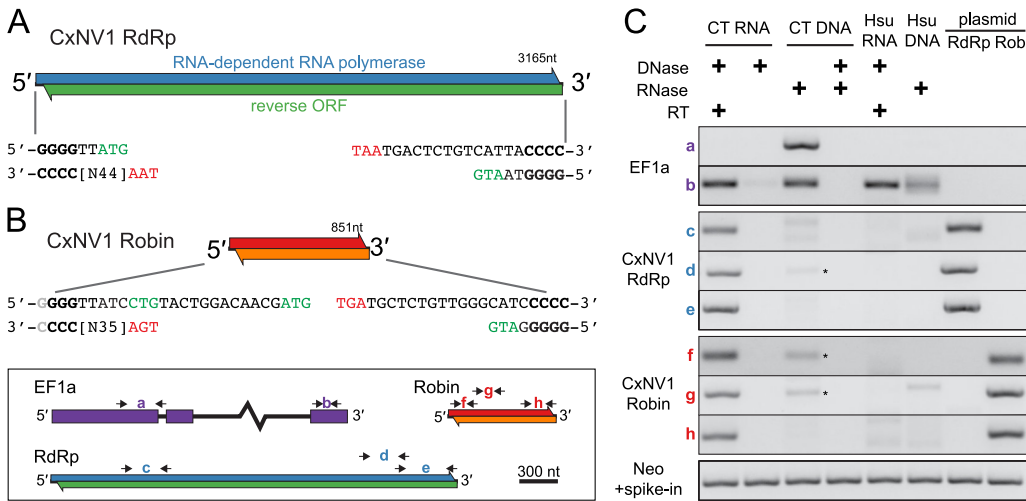 A
CxNV1 RdRp
3165nt
5′ RNA-dependent RNA polymerase 3′
reverse ORF
5′-GGGGTTATG TAATGACTCTGTCATTACCCC-3′
3′-CCCC[N44]AAT GTAATGGGG-5′
B
CxNV1 Robin
851nt
5′ 3′
5′-GGGGTTATCCTGTACTGGACAACGATG TGATGCTCTGTTGGGCATCCCCC-3′
3′-CCCCC[N35]AGT GTAGGGGG-5′
EF1a
a b
5′ 3′
Robin
g
f h
5′ 3′
RdRp
c d e
5′ 3′
300 nt
C
CT RNA CT DNA Hsu RNA Hsu DNA plasmid
RdRp Rob
DNase + + + +
RNase + + +
RT + +
EF1a
a
b
CxNV1 RdRp
c
d *
e
CxNV1 Robin
f *
g *
h
Neo
+spike-in